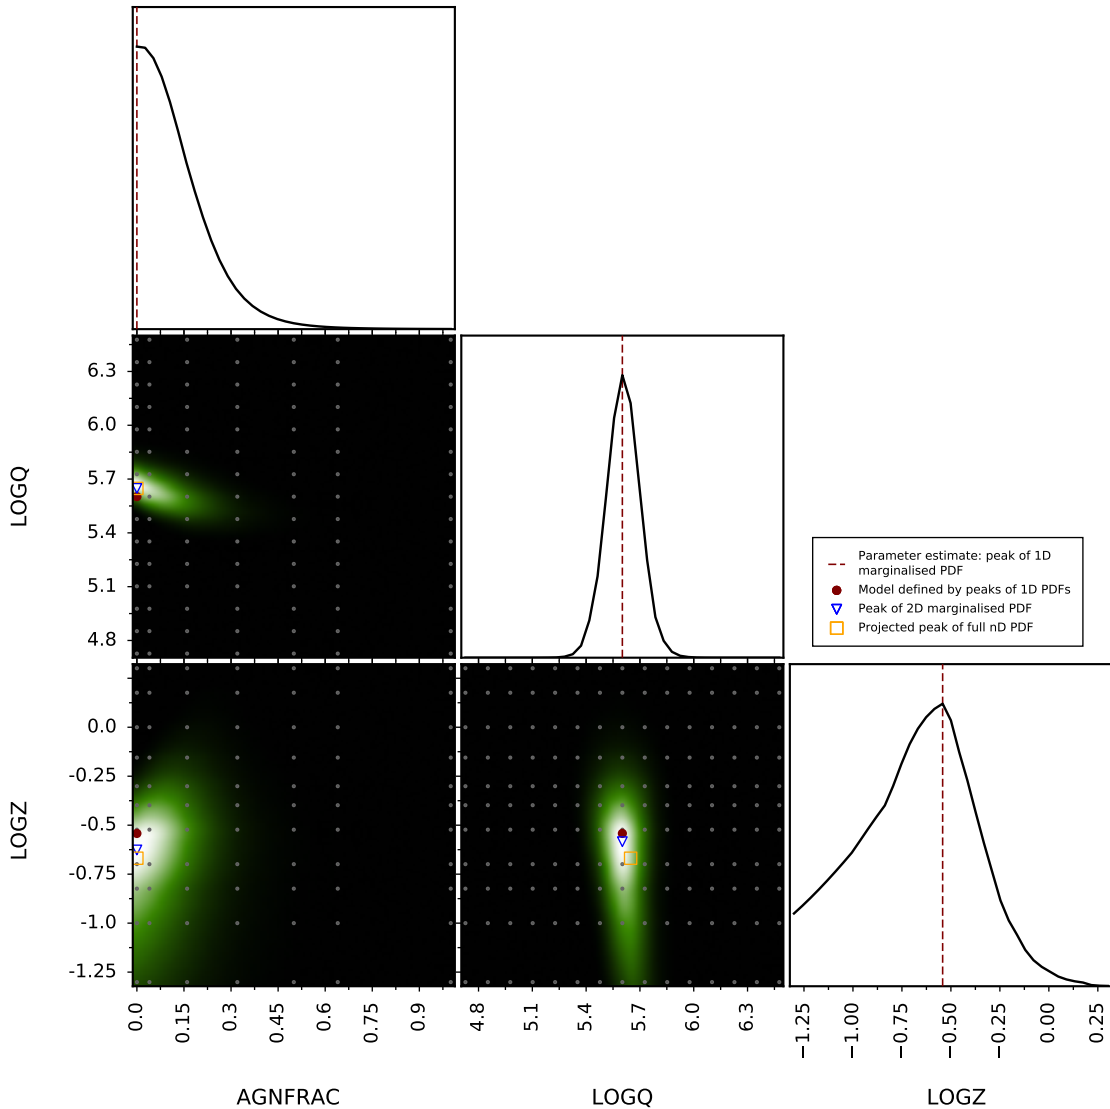 6.3
6.0
5.7
5.4
5.1
4.8
LOGQ
Parameter estimate: peak of 1D
marginalised PDF
Model defined by peaks of 1D PDFs
Peak of 2D marginalised PDF
Projected peak of full nD PDF
0.0
-0.25
-0.5
-0.75
-1.0
-1.25
LOGZ
0.0 0.15 0.3 0.45 0.6 0.75 0.9
4.8 5.1 5.4 5.7 6.0 6.3
−1.25 −1.00 −0.75 −0.50 −0.25 0.00 0.25
AGNFRAC LOGQ LOGZ